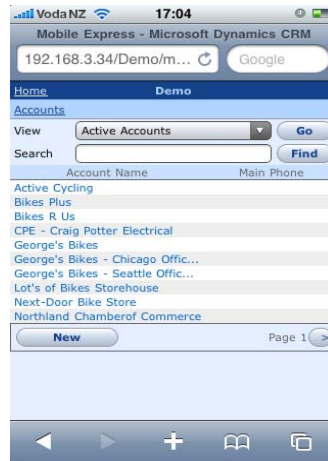 VodaNZ 17:04
Mobile Express - Microsoft Dynamics CRM
192.168.3.34/Demo/m... Google
Home Demo
Accounts
View Active Accounts Go
Search Find
Account Name Main Phone
Active Cycling
Bikes Plus
Bikes R Us
CPE - Craig Potter Electrical
George's Bikes
George's Bikes - Chicago Offic...
George's Bikes - Seattle Offic...
Lot's of Bikes Storehouse
Next-Door Bike Store
Northland Chamberof Commerce
New Page 1 >